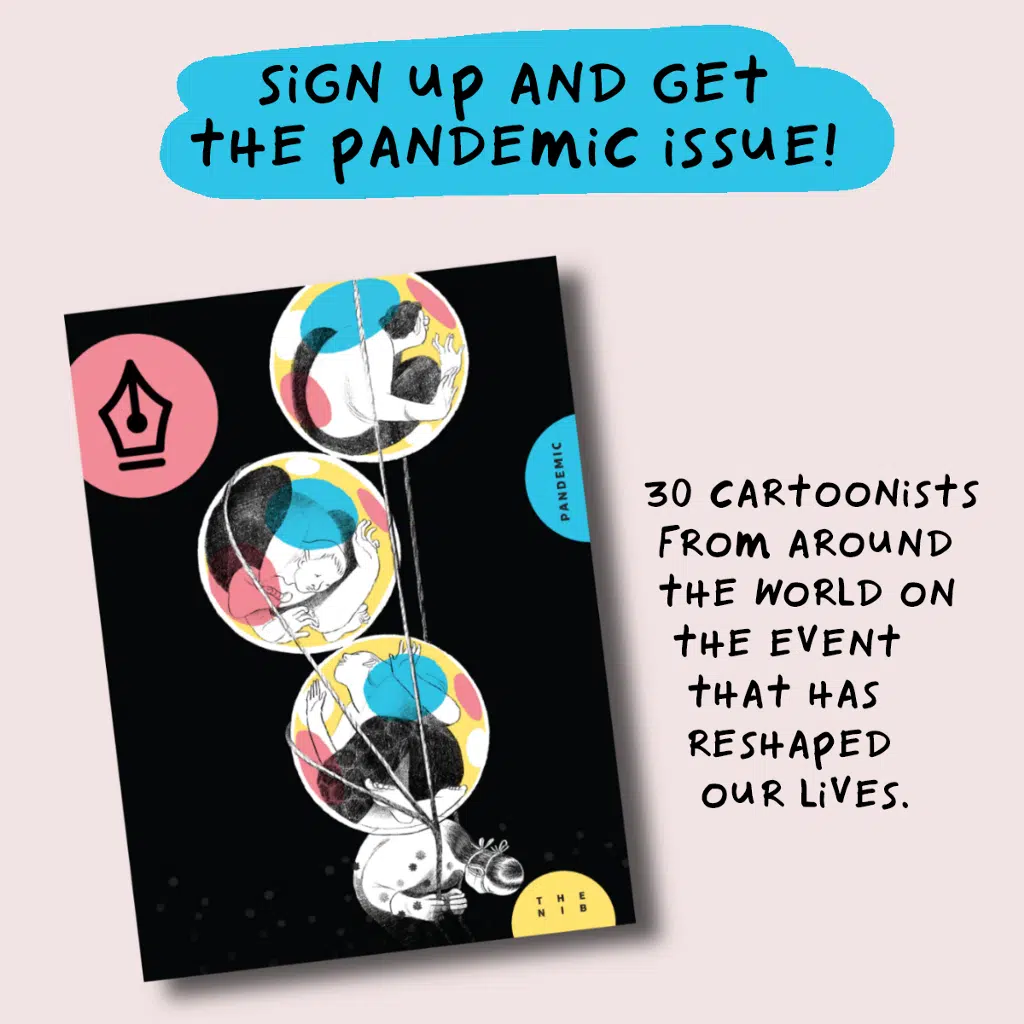 SiGN UP AND GET
THE PANDEMIC ISSUE!
PANDEMIC
30 CARTOONISTS
FROM AROUND
THE WORLD ON
THE EVENT
THAT HAS
RESHAPED
OUR LIVES.
THE
NIB